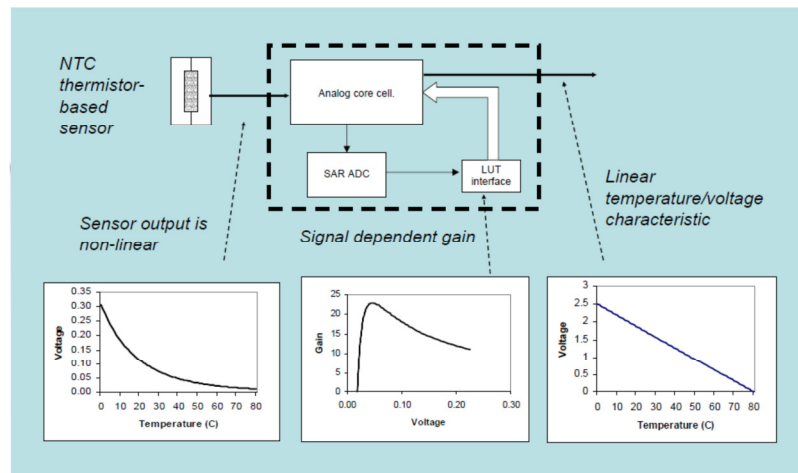 NTC
thermistor-
based
sensor
Analog core cell.
SAR ADC
LUT
interface
Sensor output is
non-linear
Signal dependent gain
Linear
temperature/voltage
characteristic
0.35
0.30
0.25
0.20
0.15
0.10
0.05
0.00
Voltage
0 10 20 30 40 50 60 70 80
Temperature (C)
25
20
15
10
5
0
Gain
0.00 0.10 0.20 0.30
Voltage
3
2.5
2
1.5
1
0.5
0
Voltage
0 10 20 30 40 50 60 70 80
Temperature (C)